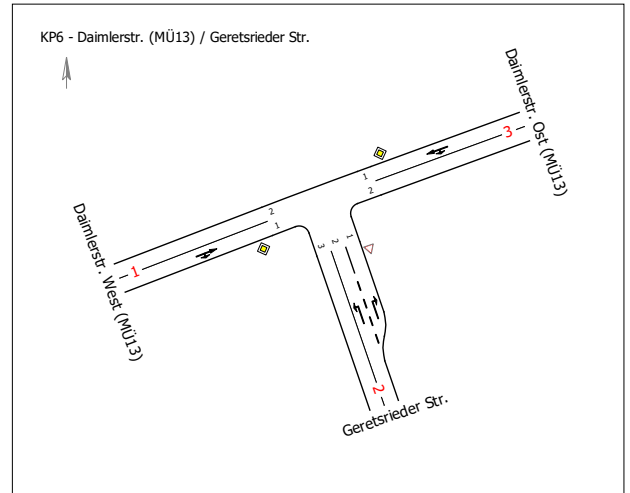 KP6 - Daimlerstr. (MÜ13) / Geretsrieder Str.
Daimlerstr. Ost (MÜ13)
3
1
2
2
1
Daimlerstr. West (MÜ13)
1
3
2
1
2
Geretsrieder Str.